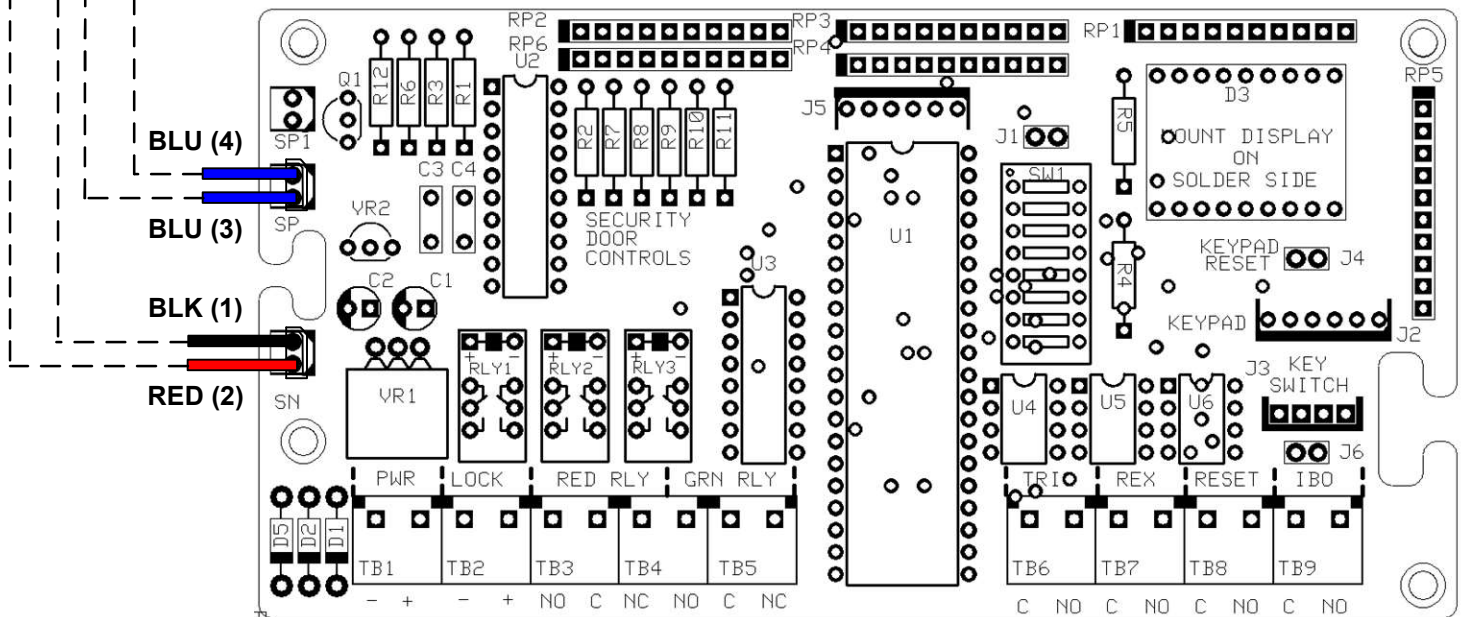 RP2
RP3
RP1
RP6
RP4
U2
Q1
R12
R6
R3
R1
D3
RP5
J5
R5
J1
MOUNT DISPLAY
ON
SOLDER SIDE
SP1
BLU (4)
C3 C4
R2
R7
R8
R9
R10
R11
SW1
SP
BLU (3)
VR2
SECURITY
DOOR
CONTROLS
U1
KEYPAD
RESET
J4
U3
R4
C2
C1
BLK (1)
KEYPAD
J2
RLY1
RLY2
RLY3
J3
KEY
SWITCH
RED (2)
SN
VR1
U4
U5
U6
J6
PWR
LOCK
RED RLY
GRN RLY
TRI
REX
RESET
IBO
D5
D2
D1
TB1
TB2
TB3
TB4
TB5
TB6
TB7
TB8
TB9
- + - + NO C NC NO C NC
C NO C NO C NO C NO